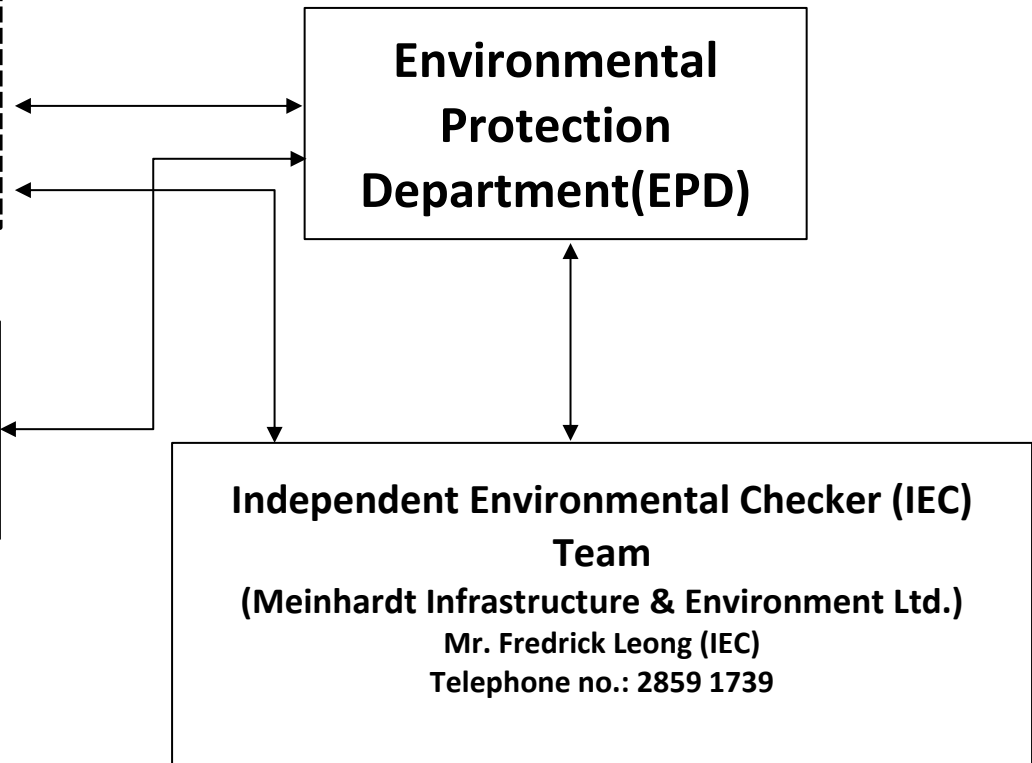 Environmental
Protection
Department(EPD)
Independent Environmental Checker (IEC)
Team
(Meinhardt Infrastructure & Environment Ltd.)
Mr. Fredrick Leong (IEC)
Telephone no.: 2859 1739